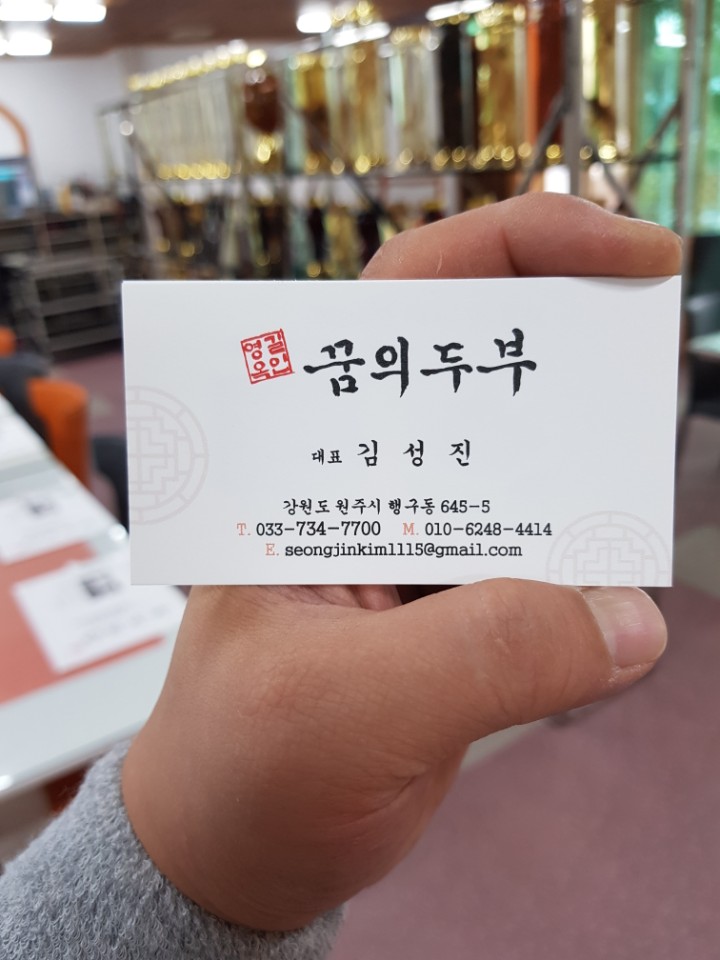 영길
옥인
꿈의두부
대표 김 성 진
강원도 원주시 행구동 645-5
T. 033-734-7700 M. 010-6248-4414
E. seongjinkim1115@gmail.com